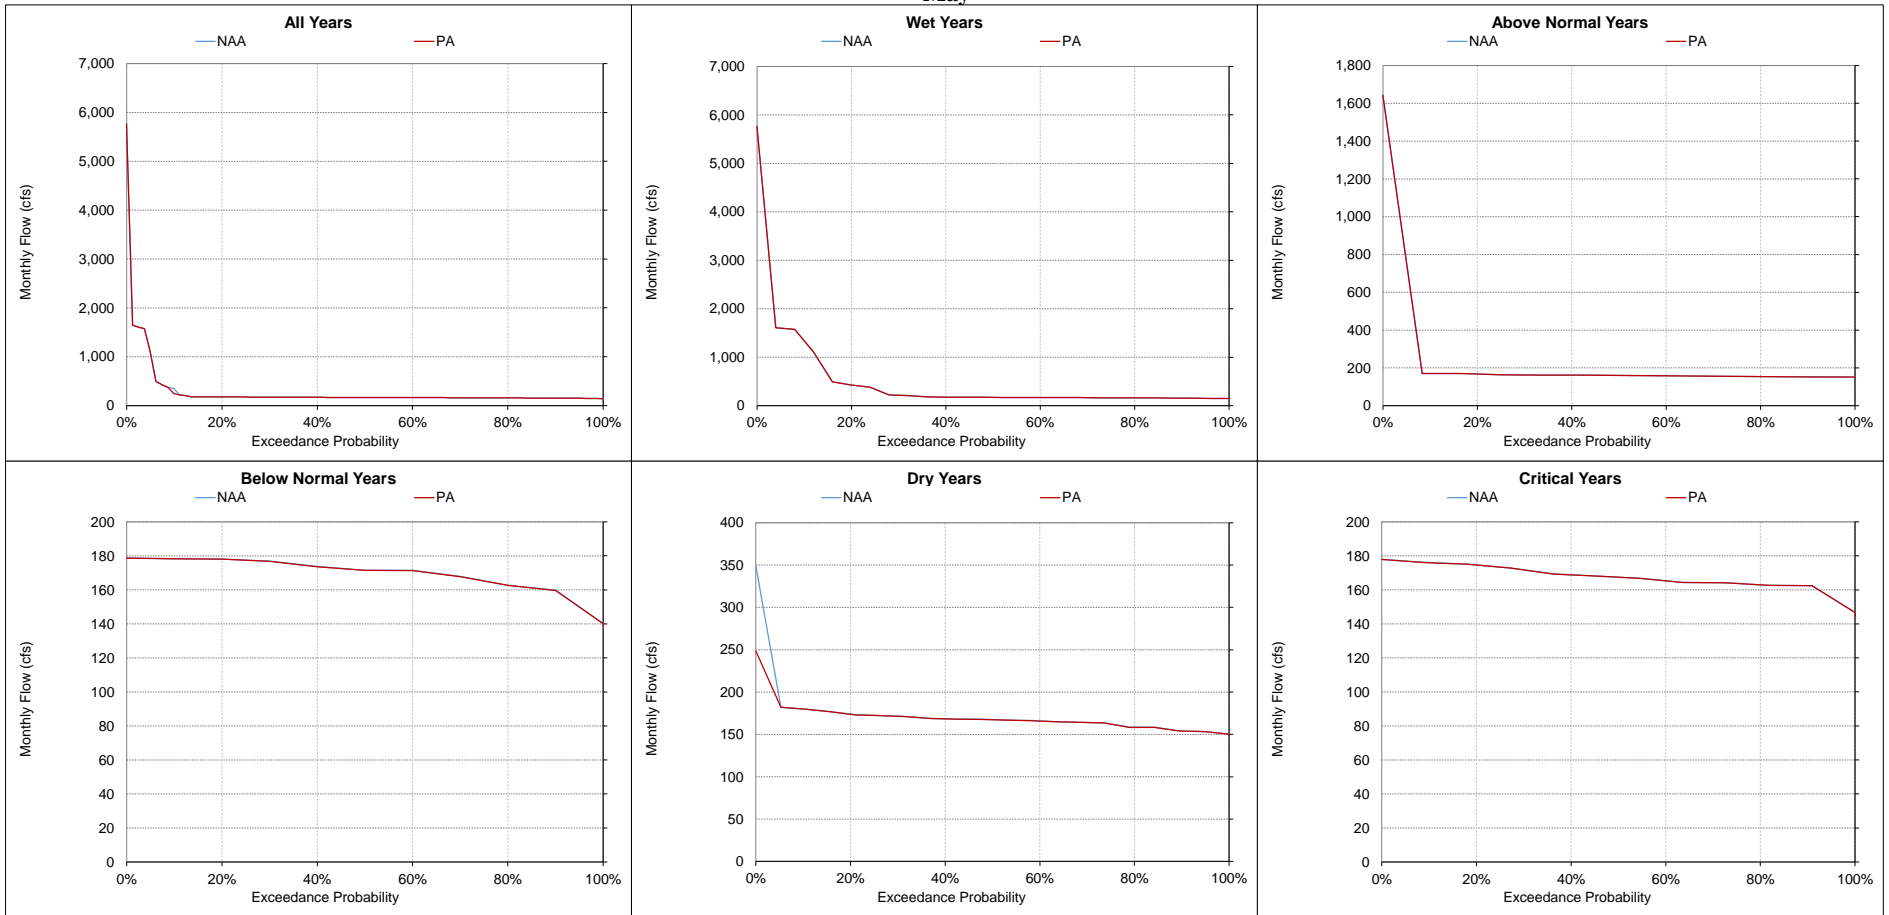 All Years
NAA PA
7,000
6,000
5,000
4,000
3,000
2,000
1,000
0
Monthly Flow (cfs)
0% 20% 40% 60% 80% 100%
Exceedance Probability
Wet Years
NAA PA
7,000
6,000
5,000
4,000
3,000
2,000
1,000
0
Monthly Flow (cfs)
0% 20% 40% 60% 80% 100%
Exceedance Probability
Above Normal Years
NAA PA
1,800
1,600
1,400
1,200
1,000
800
600
400
200
0
Monthly Flow (cfs)
0% 20% 40% 60% 80% 100%
Exceedance Probability
Below Normal Years
NAA PA
200
180
160
140
120
100
80
60
40
20
0
Monthly Flow (cfs)
0% 20% 40% 60% 80% 100%
Exceedance Probability
Dry Years
NAA PA
400
350
300
250
200
150
100
50
0
Monthly Flow (cfs)
0% 20% 40% 60% 80% 100%
Exceedance Probability
Critical Years
NAA PA
200
180
160
140
120
100
80
60
40
20
0
Monthly Flow (cfs)
0% 20% 40% 60% 80% 100%
Exceedance Probability